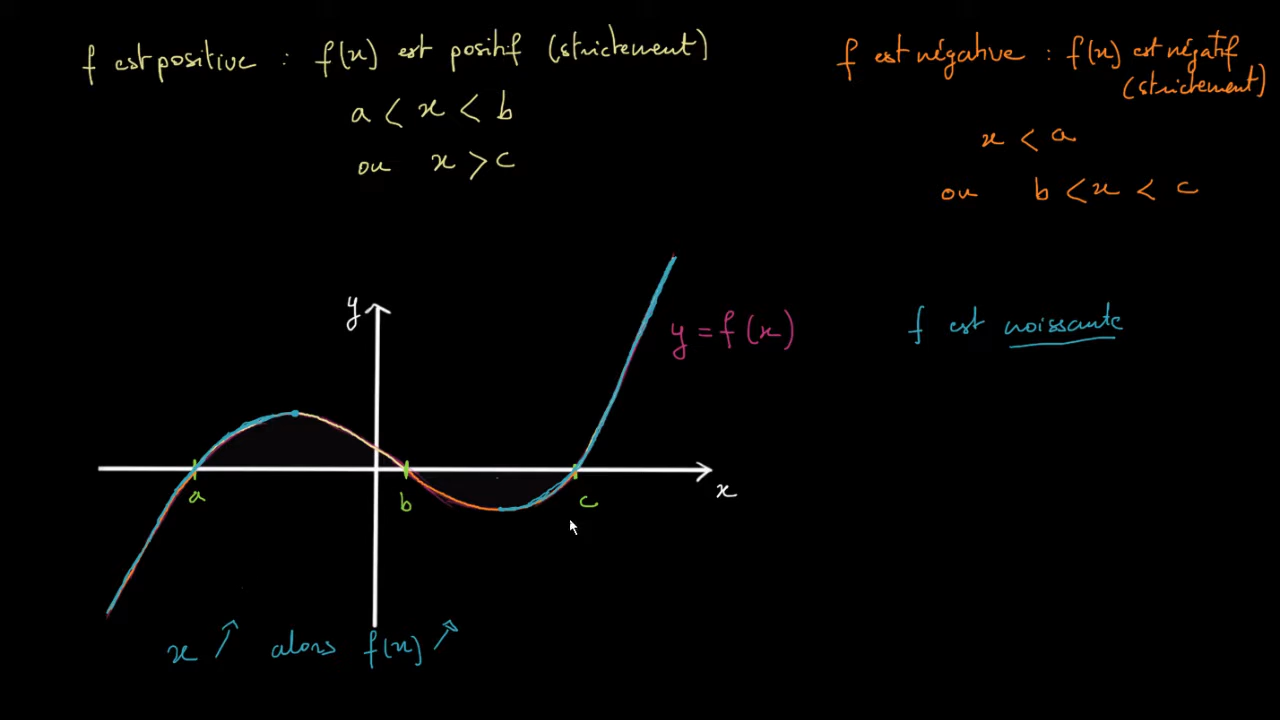 f est positive : f(x) est positif (strictement)
a < x < b
ou x > c
f est négative : f(x) est négatif
(strictement)
x < a
ou b < x < c
y
y = f(x)
f est croissante
a
b
c
x
x ↗ alors f(x) ↗